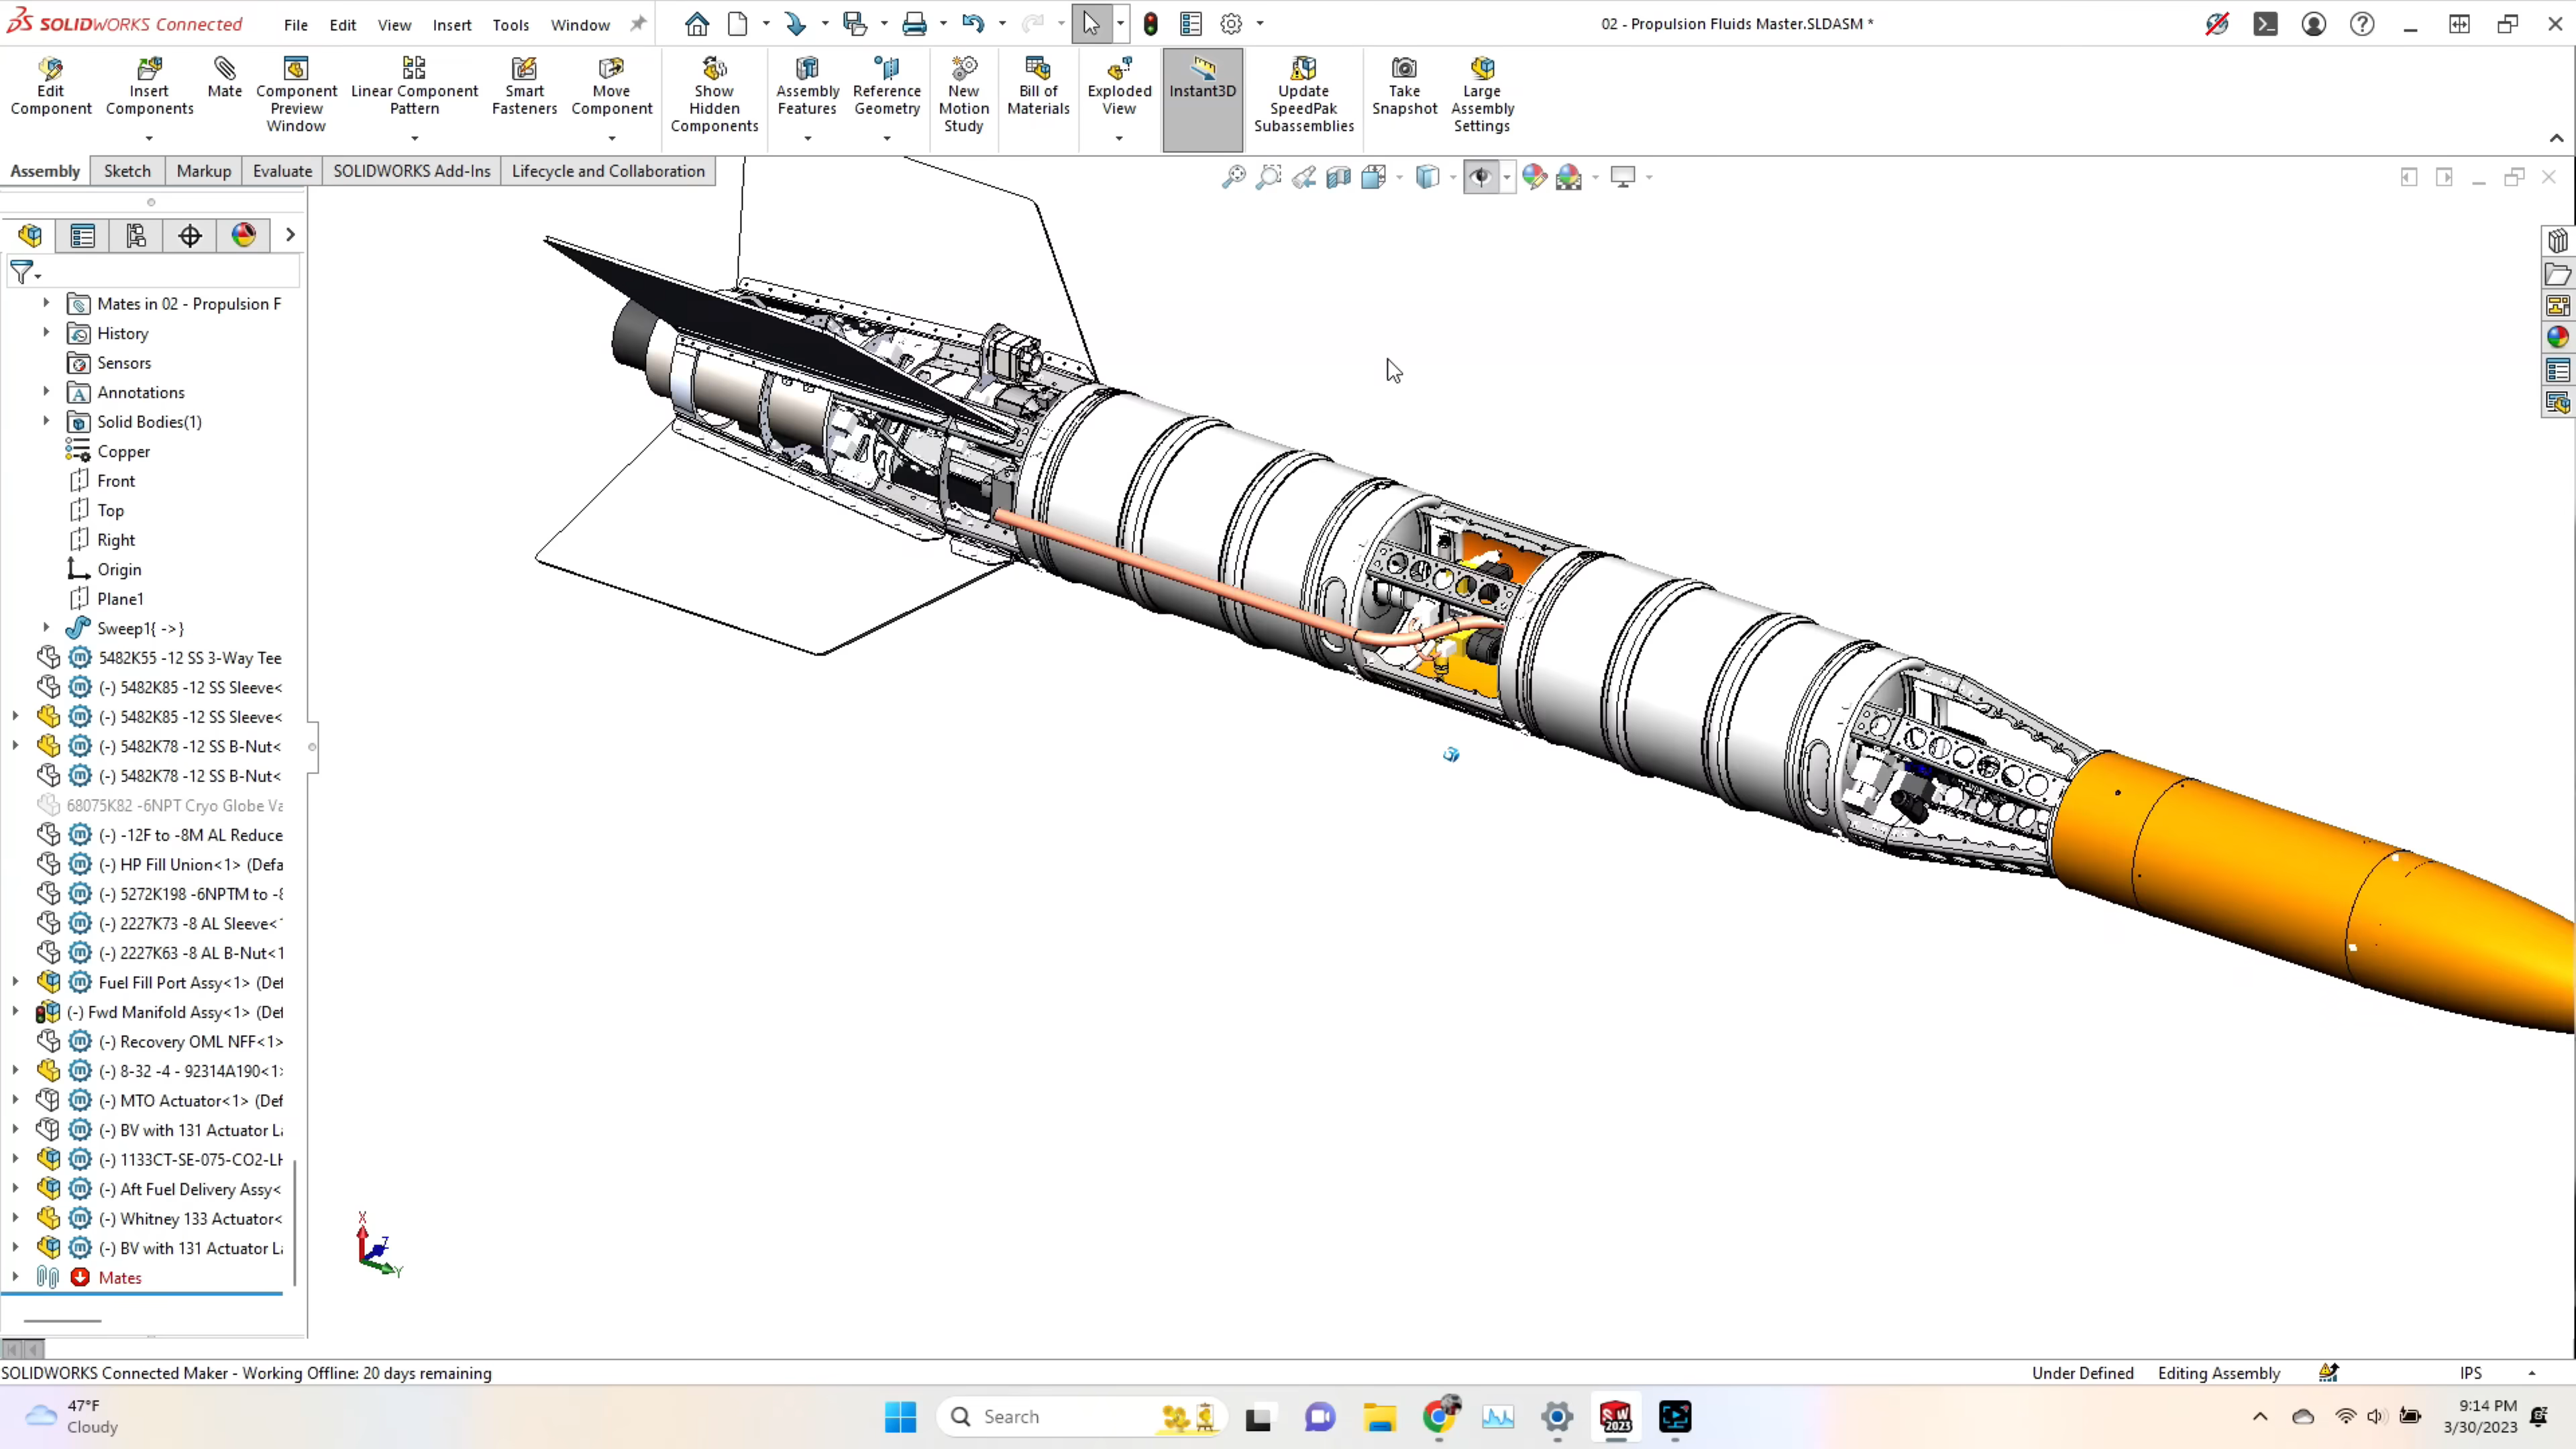 SOLIDWORKS Connected
File Edit View Insert Tools Window
02 - Propulsion Fluids Master.SLDASM *
Edit Component
Insert Components
Mate
Component Preview Window
Linear Component Pattern
Smart Fasteners
Move Component
Show Hidden Components
Assembly Features
Reference Geometry
New Motion Study
Bill of Materials
Exploded View
Instant3D
Update SpeedPak Subassemblies
Take Snapshot
Large Assembly Settings
Assembly Sketch Markup Evaluate SOLIDWORKS Add-Ins Lifecycle and Collaboration
Mates in 02 - Propulsion F
History
Sensors
Annotations
Solid Bodies(1)
Copper
Front
Top
Right
Origin
Plane1
Sweep1{ ->}
5482K55 -12 SS 3-Way Tee
(-) 5482K85 -12 SS Sleeve<
(-) 5482K85 -12 SS Sleeve<
(-) 5482K78 -12 SS B-Nut<
(-) 5482K78 -12 SS B-Nut<
68075K82 -6NPT Cryo Globe Va
(-) -12F to -8M AL Reduce
(-) HP Fill Union<1> (Defa
(-) 5272K198 -6NPTM to -8
(-) 2227K73 -8 AL Sleeve<1
(-) 2227K63 -8 AL B-Nut<1
Fuel Fill Port Assy<1> (Def
(-) Fwd Manifold Assy<1> (Def
(-) Recovery OML NFF<1>
(-) 8-32 -4 - 92314A190<1>
(-) MTO Actuator<1> (Def
(-) BV with 131 Actuator La
(-) 1133CT-SE-075-CO2-LH
(-) Aft Fuel Delivery Assy<
(-) Whitney 133 Actuator<
(-) BV with 131 Actuator La
Mates
X
Z
Y
SOLIDWORKS Connected Maker - Working Offline: 20 days remaining
Under Defined Editing Assembly IPS
47°F
Cloudy
Search
SW 2023
9:14 PM
3/30/2023